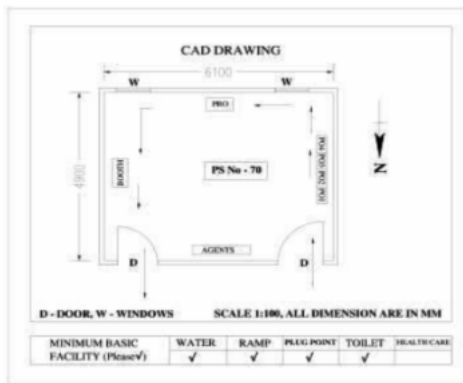 CAD DRAWING
6100
W
W
PRO
4900
BOOTH
PS No - 70
PO4 PO3 PO2 PO1
N
AGENTS
D
D
D - DOOR, W - WINDOWS
SCALE 1:100, ALL DIMENSION ARE IN MM
MINIMUM BASIC FACILITY (Please√)
WATER
RAMP
PLUG POINT
TOILET
HEALTH CARE
√ √ √ √